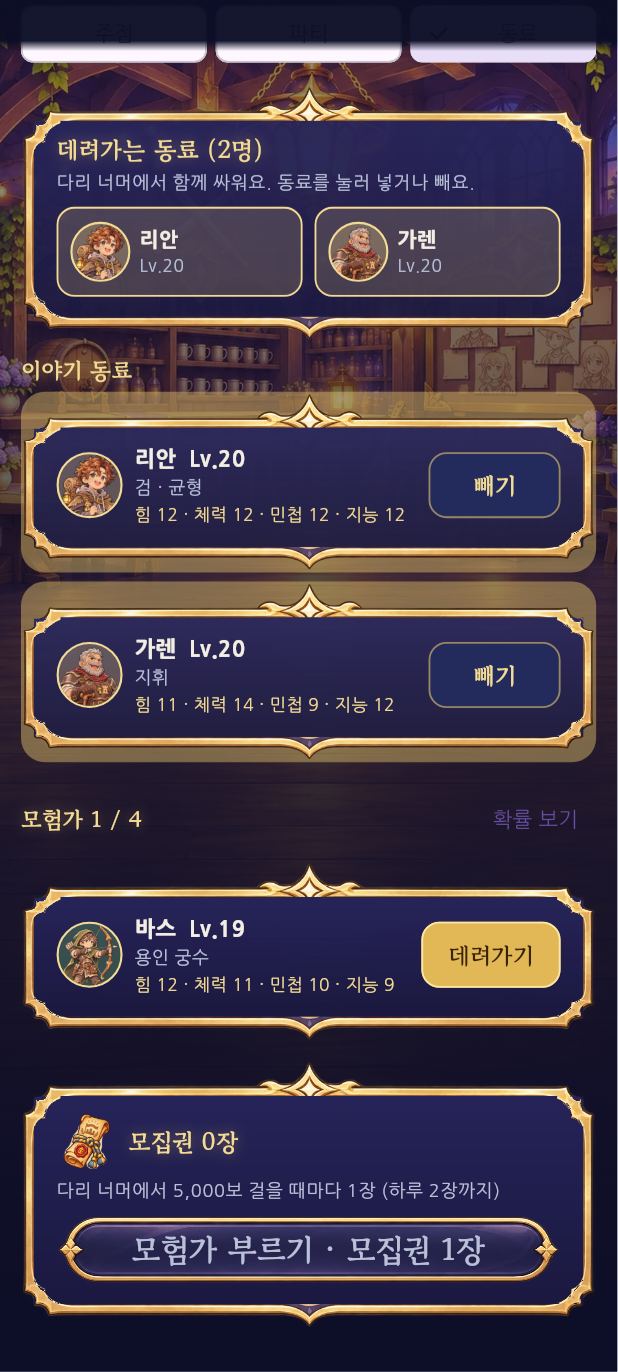 파티
동료
데려가는 동료 (2명)
다리 너머에서 함께 싸워요. 동료를 눌러 넣거나 빼요.
리안
Lv.20
가렌
Lv.20
이야기 동료
리안 Lv.20
검 · 균형
힘 12 · 체력 12 · 민첩 12 · 지능 12
빼기
가렌 Lv.20
지휘
힘 11 · 체력 14 · 민첩 9 · 지능 12
빼기
모험가 1 / 4
확률 보기
바스 Lv.19
용인 궁수
힘 12 · 체력 11 · 민첩 10 · 지능 9
데려가기
모집권 0장
다리 너머에서 5,000보 걸을 때마다 1장 (하루 2장까지)
모험가 부르기 · 모집권 1장